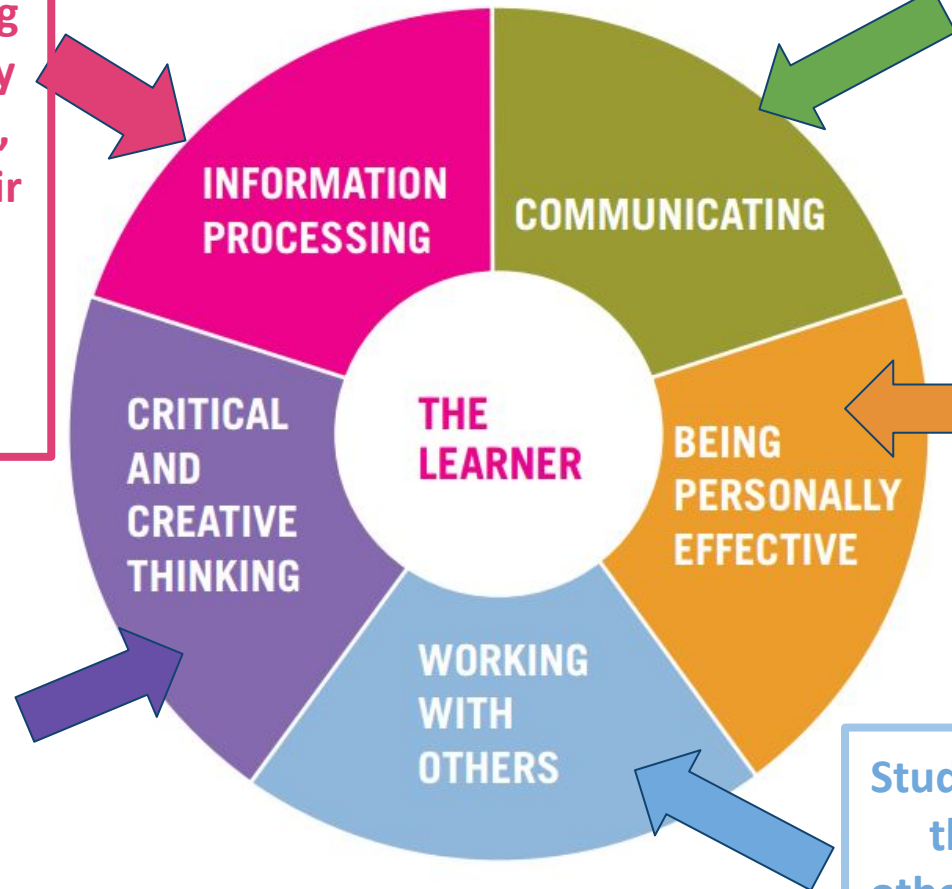 INFORMATION
PROCESSING
COMMUNICATING
CRITICAL
AND
CREATIVE
THINKING
THE
LEARNER
BEING
PERSONALLY
EFFECTIVE
WORKING
WITH
OTHERS